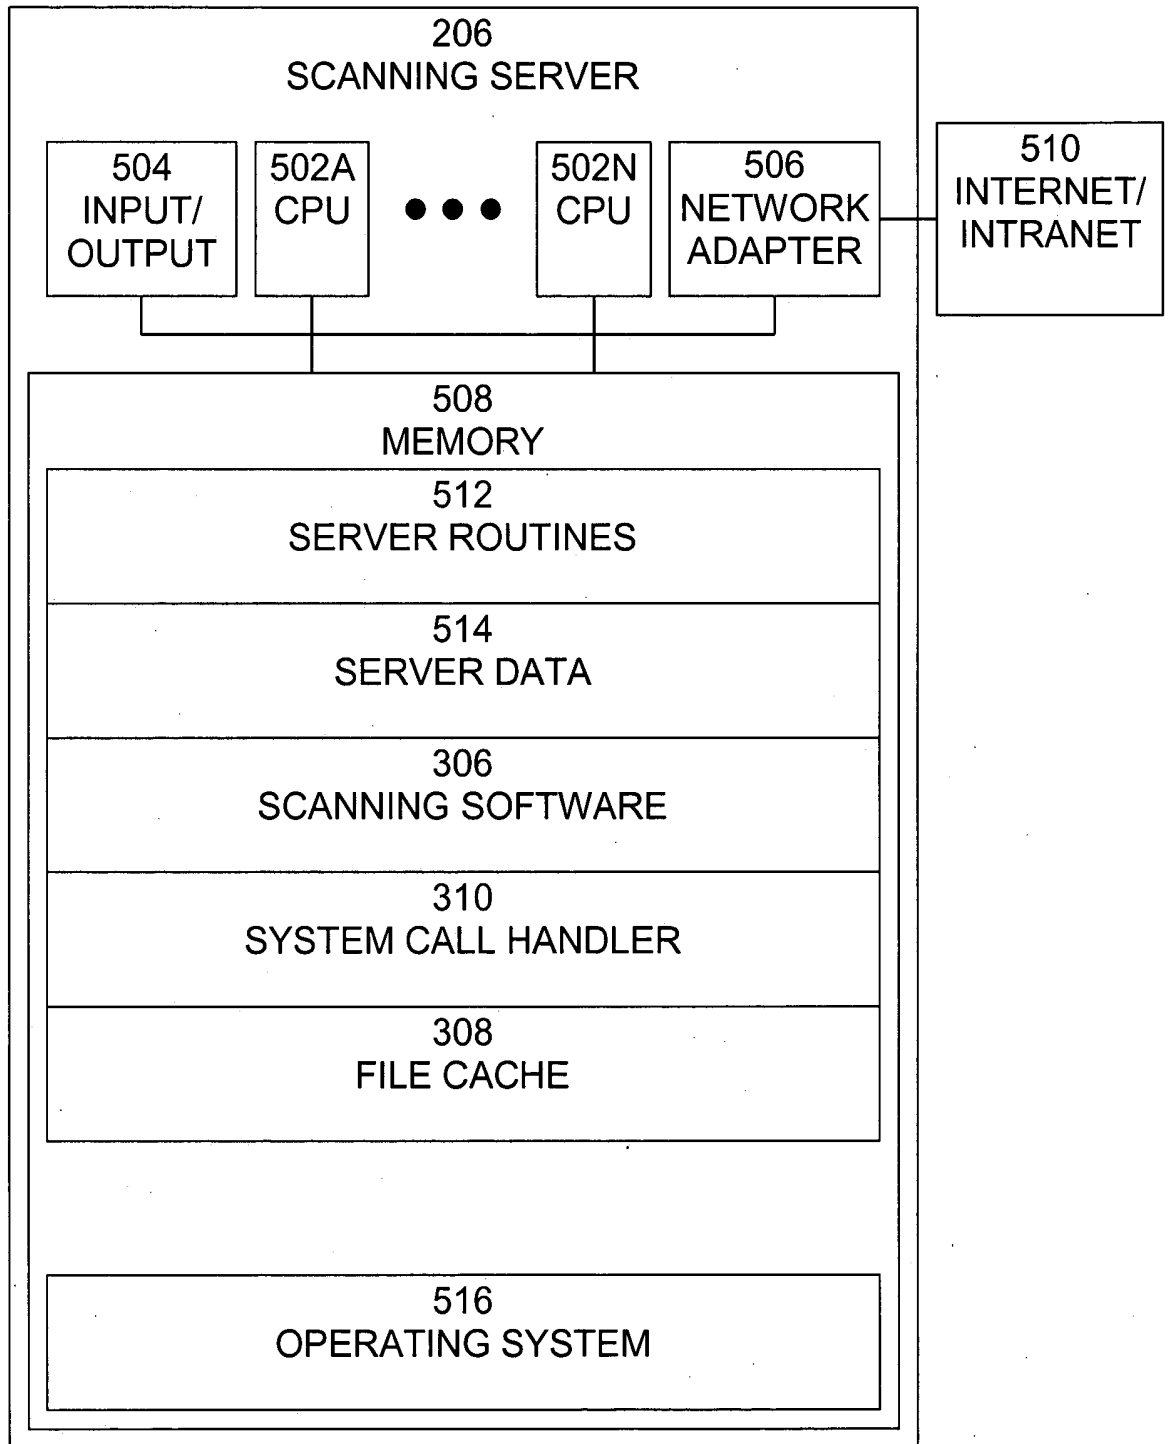 206
SCANNING SERVER
504
INPUT/
OUTPUT
502A
CPU
502N
CPU
506
NETWORK
ADAPTER
510
INTERNET/
INTRANET
508
MEMORY
512
SERVER ROUTINES
514
SERVER DATA
306
SCANNING SOFTWARE
310
SYSTEM CALL HANDLER
308
FILE CACHE
516
OPERATING SYSTEM